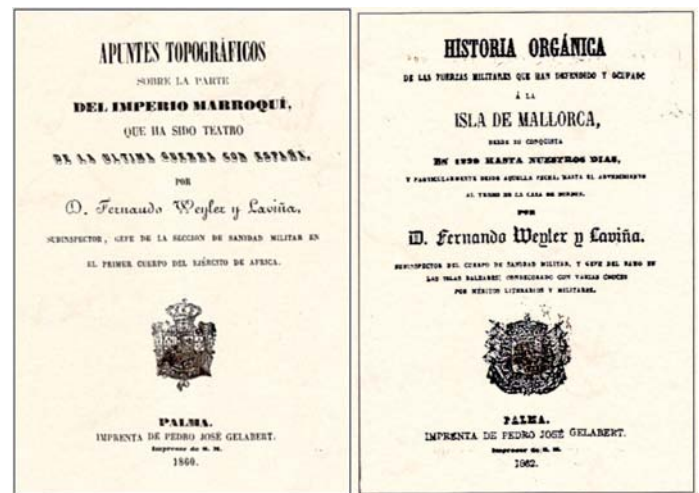 APUNTES TOPOGRÁFICOS
SOBRE LA PARTE
DEL IMPERIO MARROQUÍ,
QUE HA SIDO TEATRO
DE LA ULTIMA GUERRA CON ESPAÑA,
POR
D. Fernando Weyler y Laviña,
SUBINSPECTOR, GEFE DE LA SECCION DE SANIDAD MILITAR EN
EL PRIMER CUERPO DEL EJÉRCITO DE AFRICA.
PALMA.
IMPRENTA DE PEDRO JOSÉ GELABERT.
Impresor de S. M.
1860.
HISTORIA ORGÁNICA
DE LAS FUERZAS MILITARES QUE HAN DEFENDIDO Y OCUPADO
Á LA
ISLA DE MALLORCA,
DESDE SU CONQUISTA
EN 1229 HASTA NUESTROS DIAS,
Y PARTICULARMENTE DESDE AQUELLA FECHA, HASTA EL ADVENIMIENTO
AL TRONO DE LA CASA DE BORBON.
POR
D. Fernando Weyler y Laviña.
SUBINSPECTOR DEL CUERPO DE SANIDAD MILITAR, Y GEFE DEL RAMO EN
LAS ISLAS BALEARES; CONDECORADO CON VARIAS CRUCES
POR MÉRITOS LITERARIOS Y MILITARES.
PALMA.
IMPRENTA DE PEDRO JOSÉ GELABERT.
Impresor de S. M.
1862.